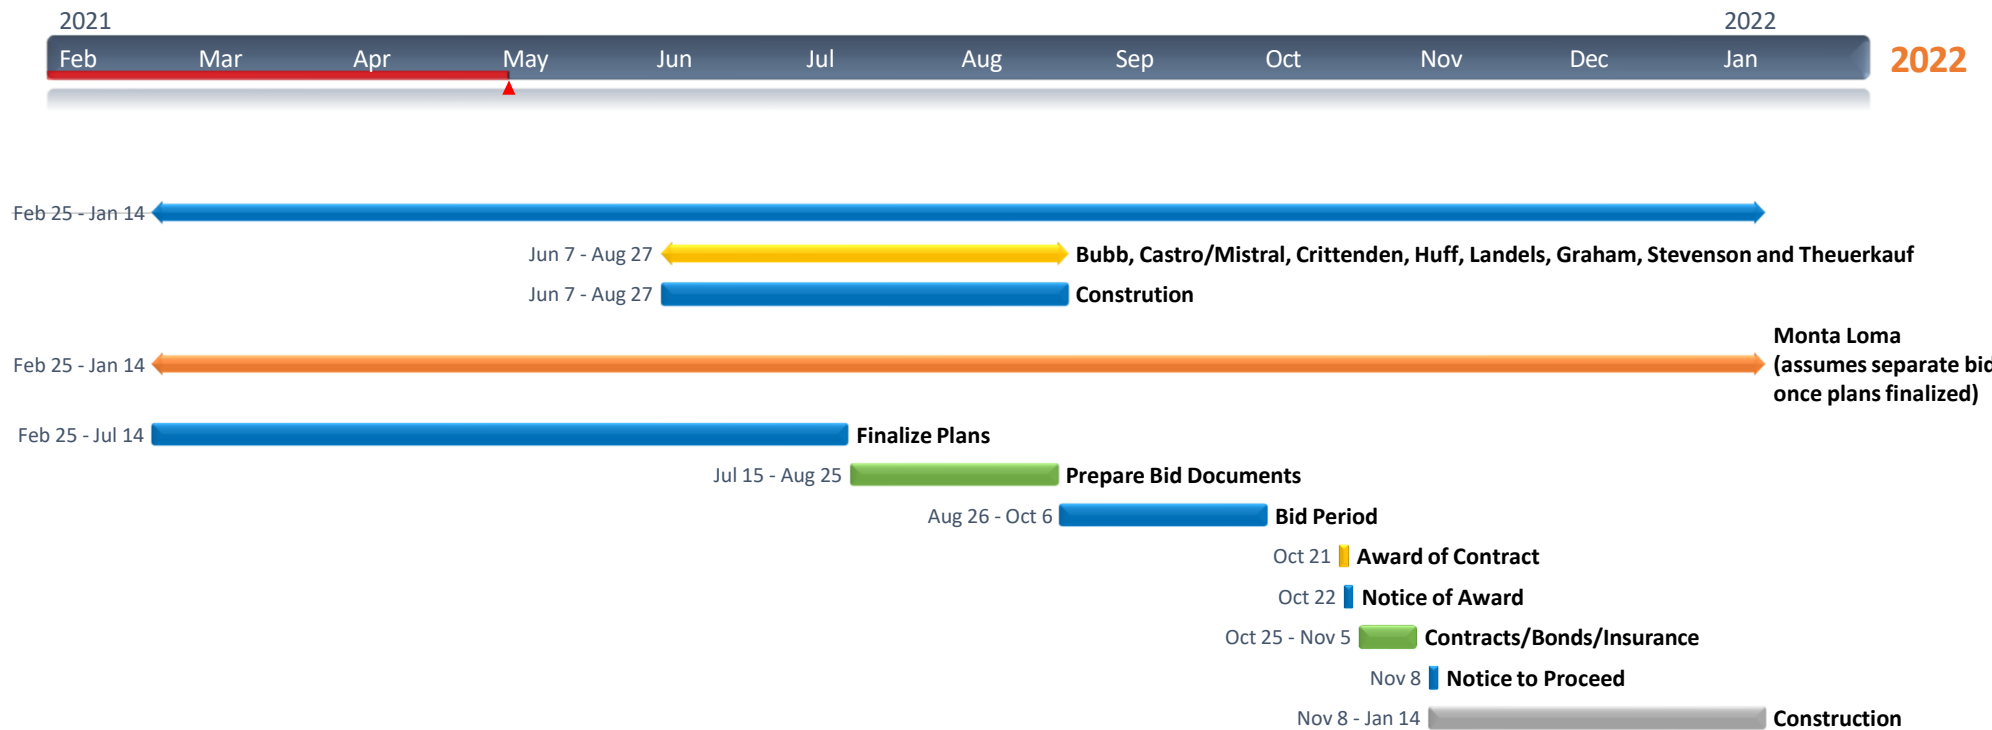 2021 2022
Feb Mar Apr May Jun Jul Aug Sep Oct Nov Dec Jan 2022
Feb 25 - Jan 14
Jun 7 - Aug 27 Bubb, Castro/Mistral, Crittenden, Huff, Landels, Graham, Stevenson and Theuerkauf
Jun 7 - Aug 27 Constrution
Monta Loma
Feb 25 - Jan 14 (assumes separate bid
once plans finalized)
Feb 25 - Jul 14 Finalize Plans
Jul 15 - Aug 25 Prepare Bid Documents
Aug 26 - Oct 6 Bid Period
Oct 21 Award of Contract
Oct 22 Notice of Award
Oct 25 - Nov 5 Contracts/Bonds/Insurance
Nov 8 Notice to Proceed
Nov 8 - Jan 14 Construction